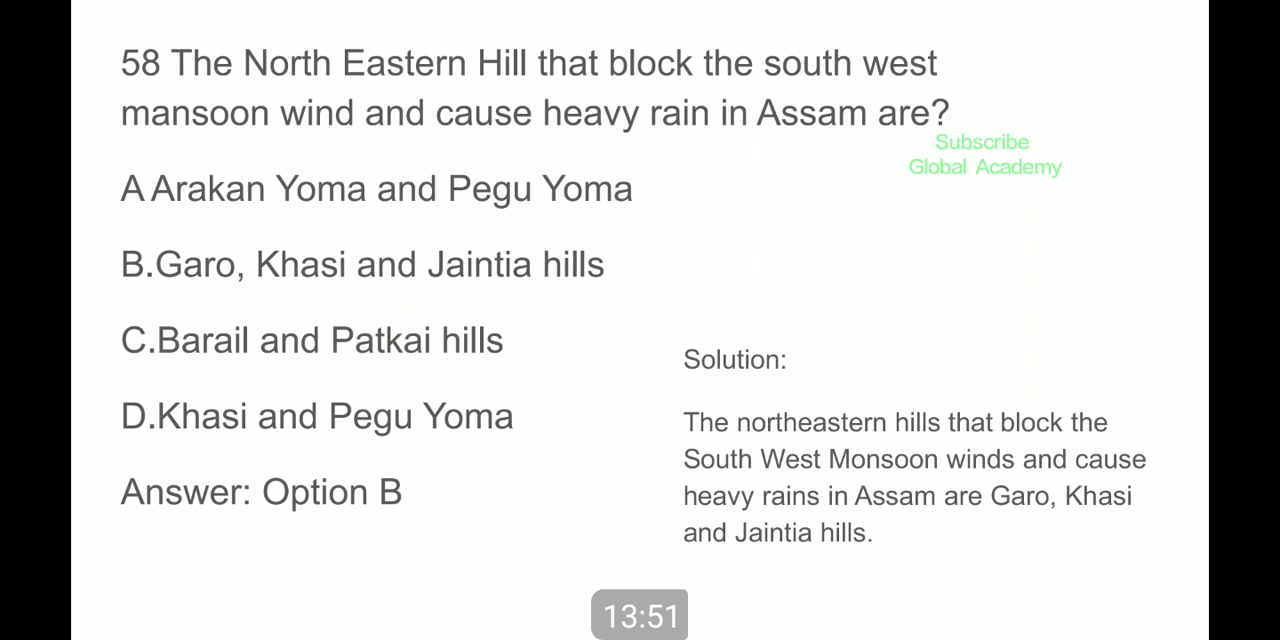 58 The North Eastern Hill that block the south west
mansoon wind and cause heavy rain in Assam are?
Subscribe
Global Academy
A Arakan Yoma and Pegu Yoma
B.Garo, Khasi and Jaintia hills
C.Barail and Patkai hills
D.Khasi and Pegu Yoma
Answer: Option B
Solution:
The northeastern hills that block the
South West Monsoon winds and cause
heavy rains in Assam are Garo, Khasi
and Jaintia hills.
13:51